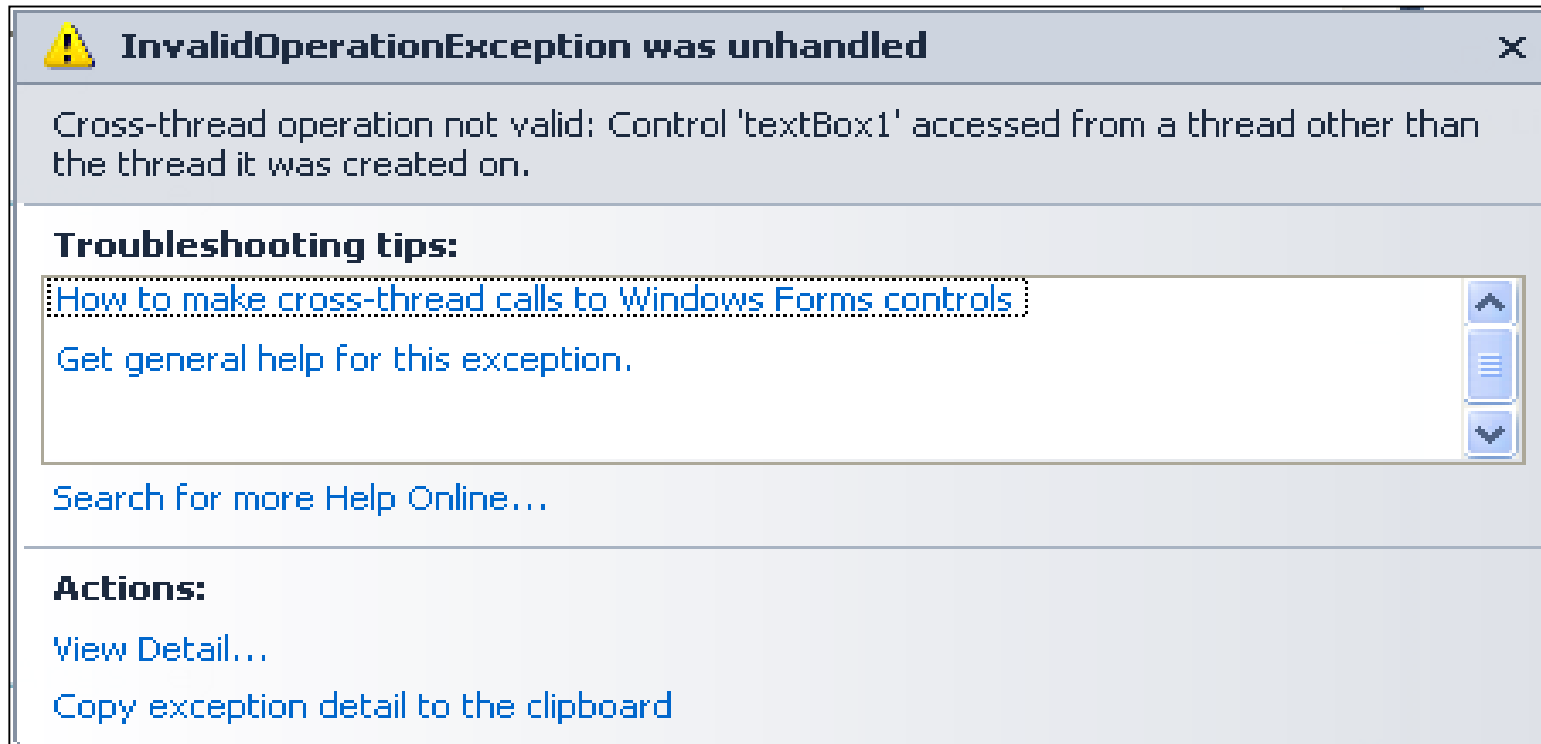 InvalidOperationException was unhandled
Cross-thread operation not valid: Control 'textBox1' accessed from a thread other than
the thread it was created on.
Troubleshooting tips:
How to make cross-thread calls to Windows Forms controls
Get general help for this exception.
Search for more Help Online...
Actions:
View Detail...
Copy exception detail to the clipboard